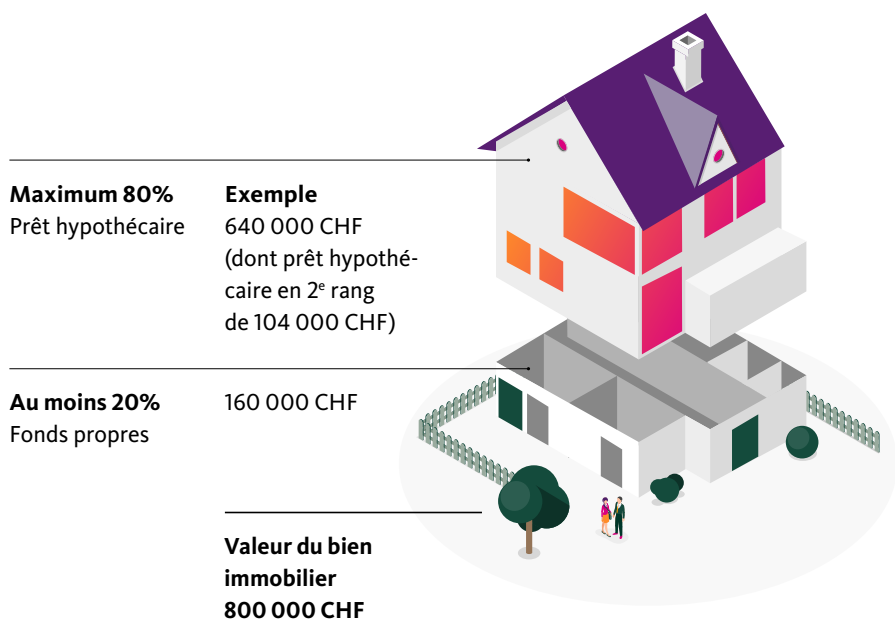 Maximum 80%
Prêt hypothécaire
Exemple
640 000 CHF
(dont prêt hypothé-
caire en 2e rang
de 104 000 CHF)
Au moins 20%
Fonds propres
160 000 CHF
Valeur du bien
immobilier
800 000 CHF